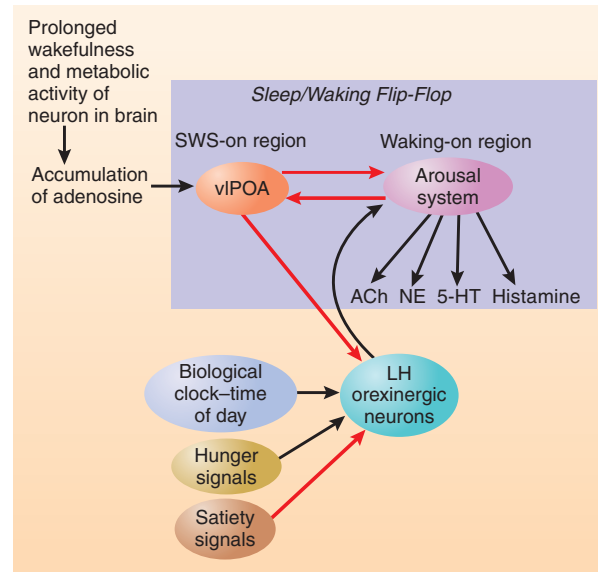 Prolonged
wakefulness
and metabolic
activity of
neuron in brain
Accumulation
of adenosine
Sleep/Waking Flip-Flop
SWS-on region
Waking-on region
vlPOA
Arousal
system
ACh NE 5-HT Histamine
Biological
clock–time
of day
LH
orexinergic
neurons
Hunger
signals
Satiety
signals